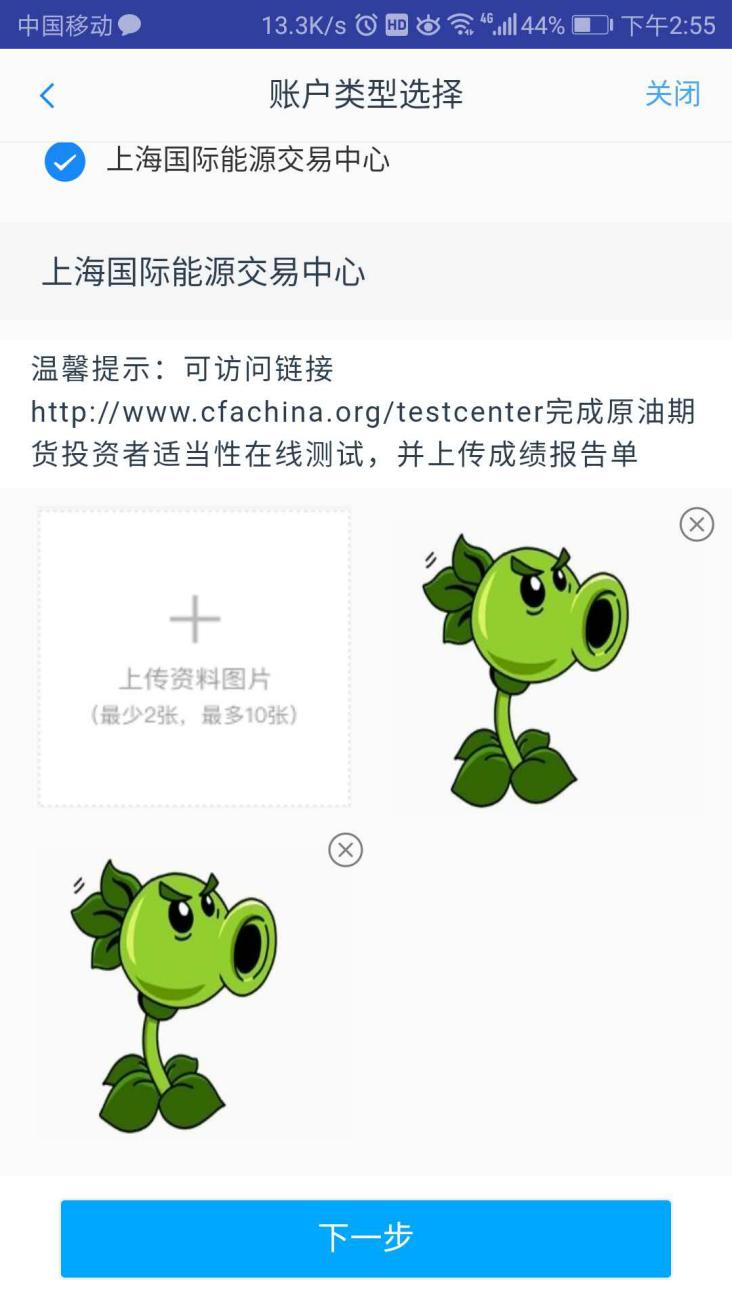 中国移动 13.3K/s HD 4G 44% 下午2:55
账户类型选择 关闭
上海国际能源交易中心
上海国际能源交易中心
温馨提示：可访问链接
http://www.cfachina.org/testcenter完成原油期
货投资者适当性在线测试，并上传成绩报告单
上传资料图片
（最少2张，最多10张）
下一步